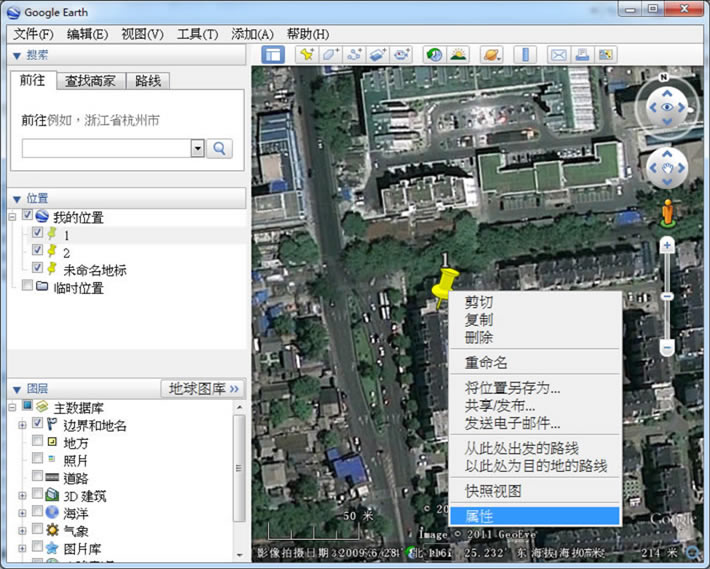 Google Earth
文件(F) 编辑(E) 视图(V) 工具(T) 添加(A) 帮助(H)
搜索
前往 查找商家 路线
前往例如，浙江省杭州市
位置
我的位置
1
2
未命名地标
临时位置
图层
地球图库 >>
主数据库
边界和地名
地方
照片
道路
3D 建筑
海洋
气象
图片库
N
1
剪切
复制
删除
重命名
将位置另存为...
共享/发布...
发送电子邮件...
从此处出发的路线
以此处为目的地的路线
快照视图
属性
50 米
Image © 2011 GeoEye
Google
影像拍摄日期: 2009/6/28
25.232" 东 海拔
214 米